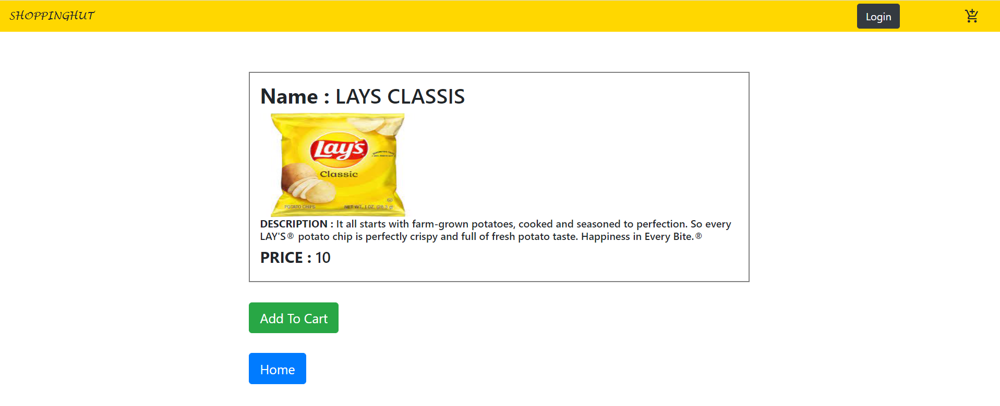 SHOPPINGHUT
Login
Name : LAYS CLASSIS
Lay's
Classic
POTATO CHIPS
NET WT. 1 OZ. (28.3 g)
DESCRIPTION : It all starts with farm-grown potatoes, cooked and seasoned to perfection. So every
LAY'S® potato chip is perfectly crispy and full of fresh potato taste. Happiness in Every Bite.®
PRICE : 10
Add To Cart
Home